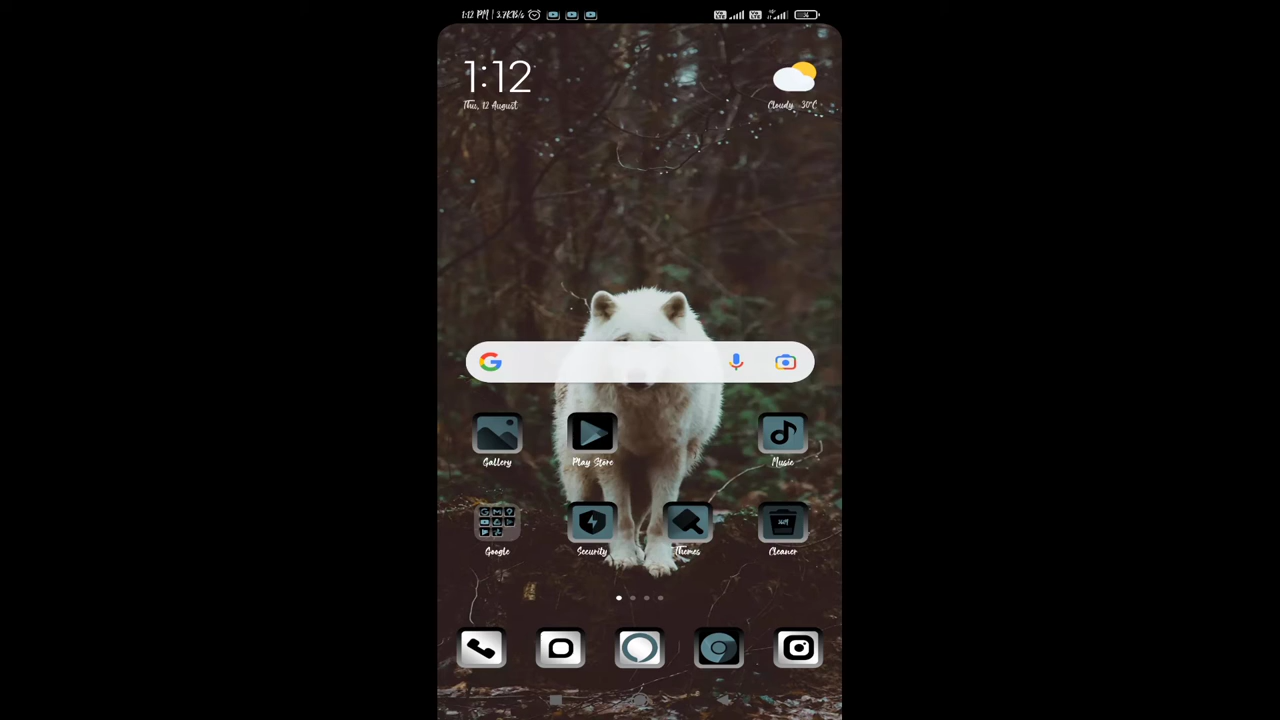 1:12 PM | 3.7KB/s
1:12
Thu, 12 August
Cloudy 30°C
Gallery
Play Store
Music
Google
Security
Themes
Cleaner